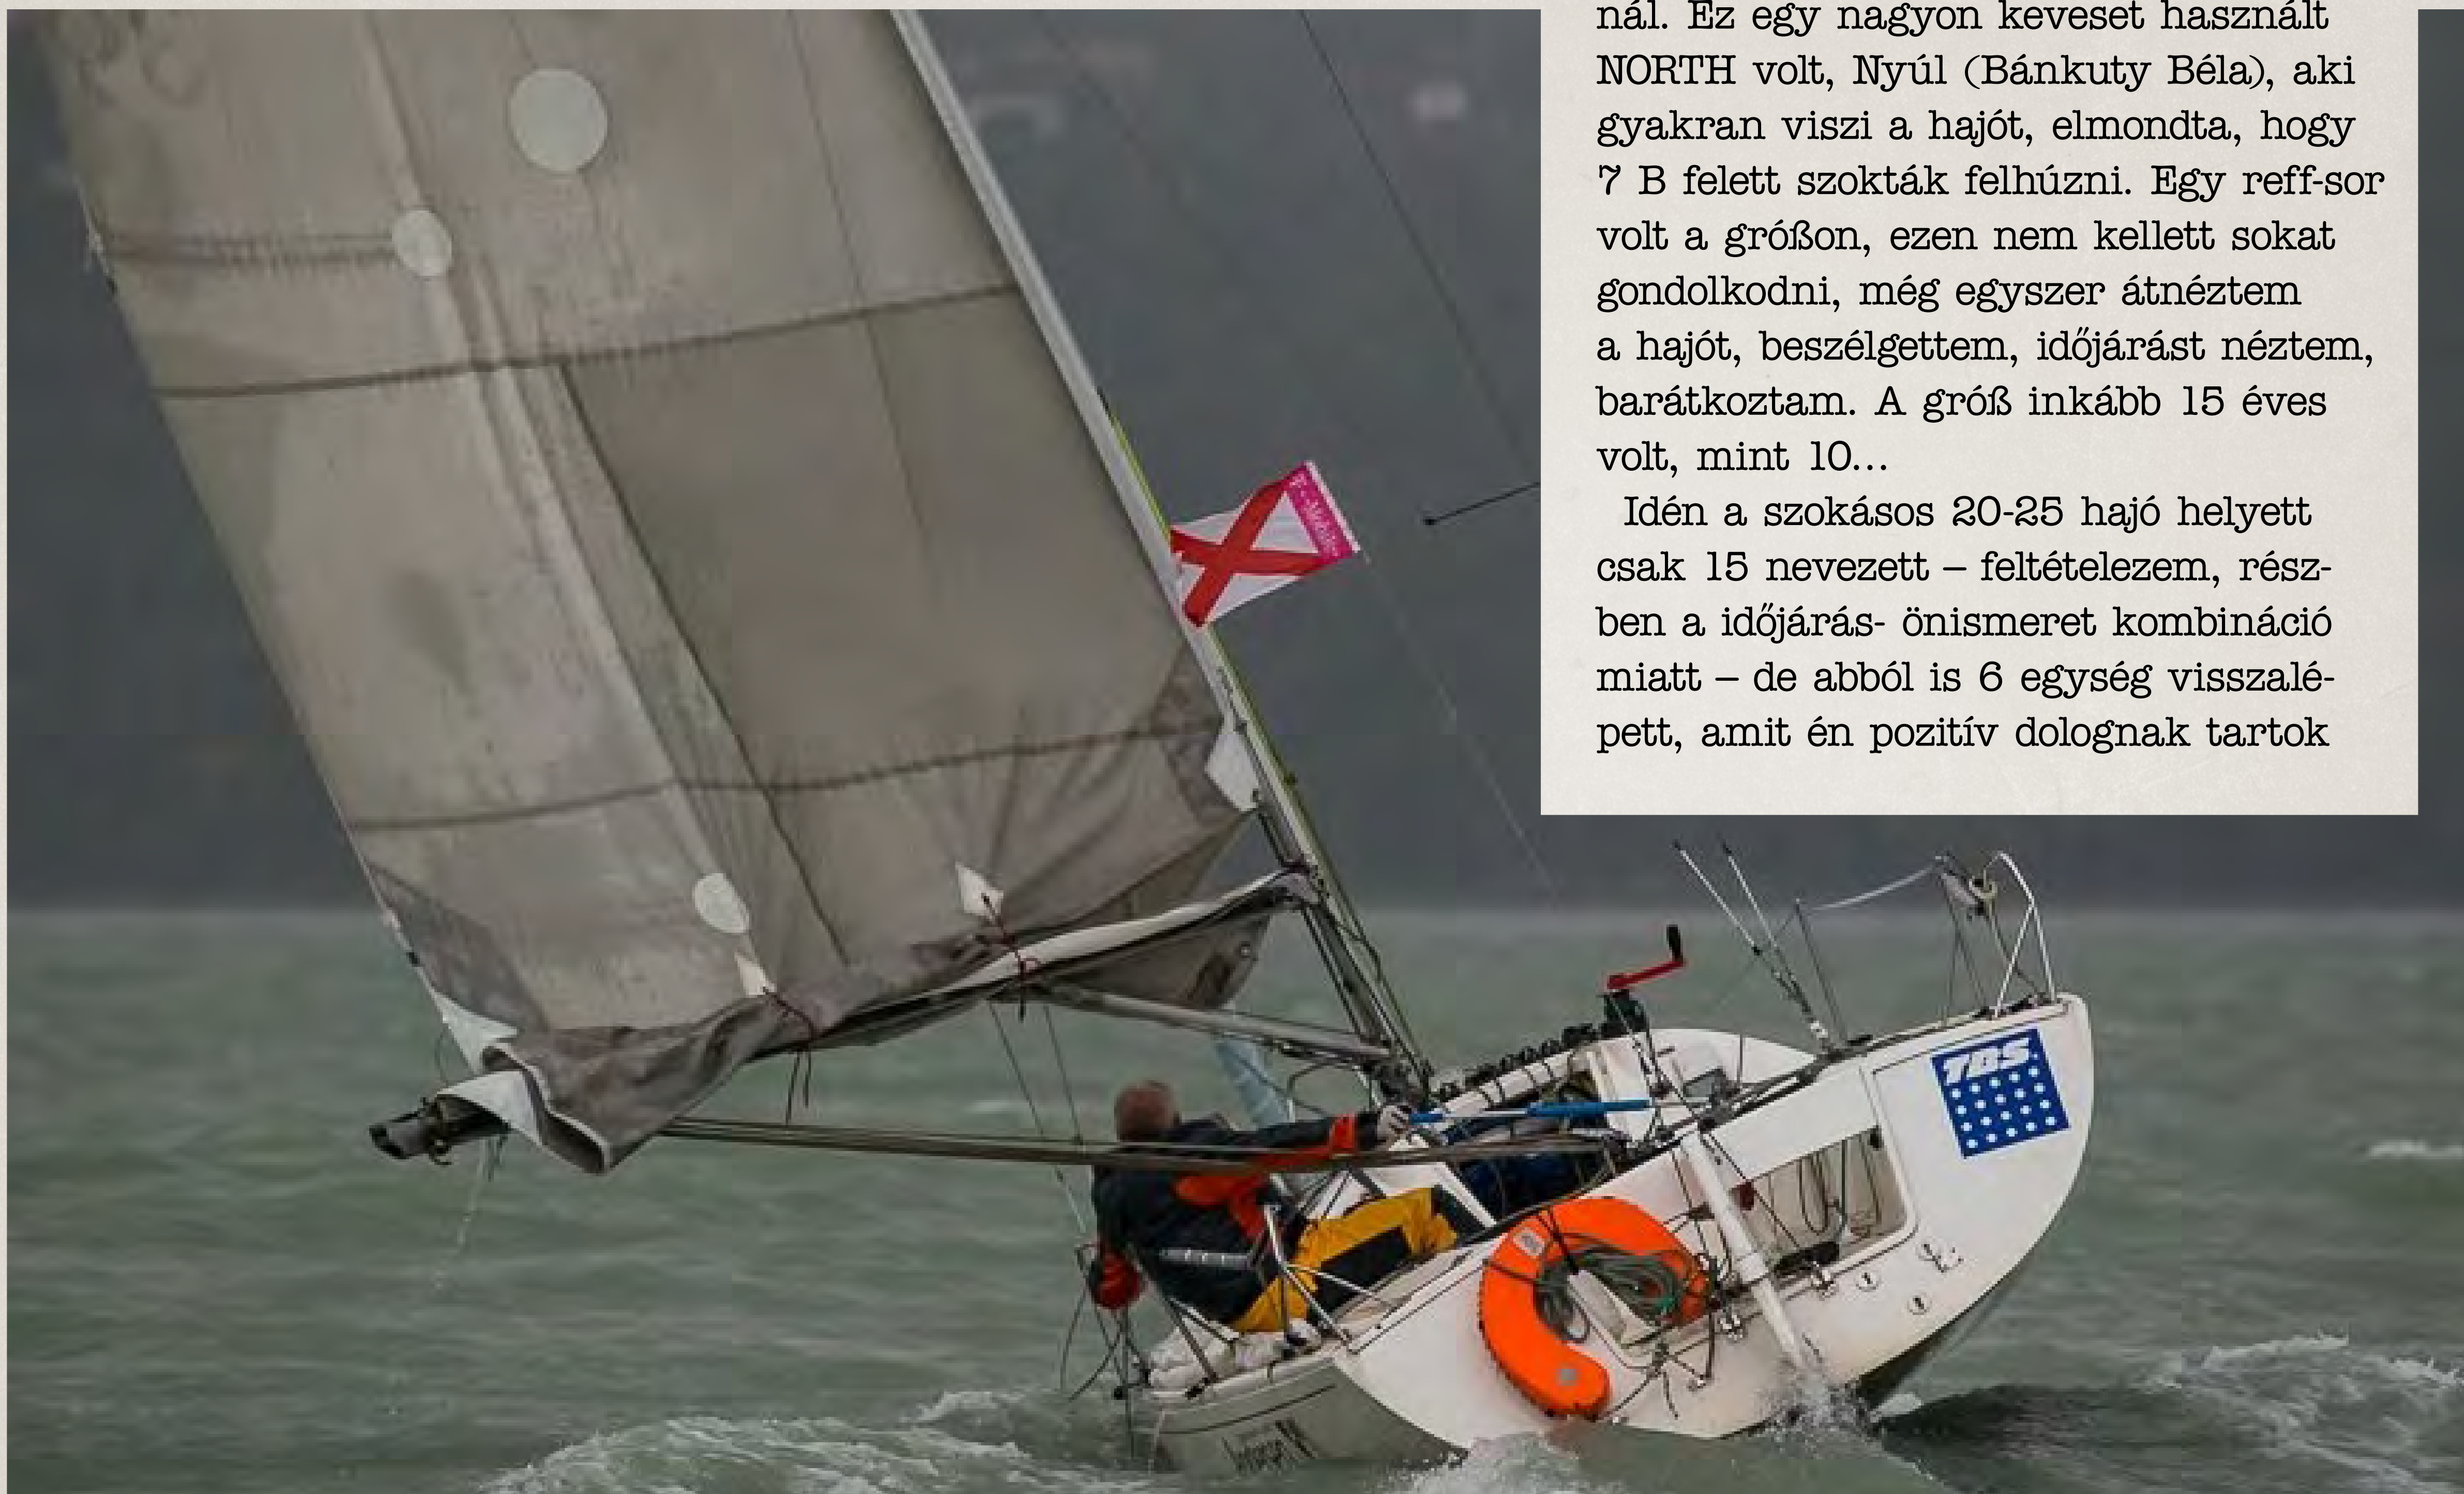 nál. Ez egy nagyon keveset használt
NORTH volt, Nyúl (Bánkuty Béla), aki
gyakran viszi a hajót, elmondta, hogy
7 B felett szokták felhúzni. Egy reff-sor
volt a größon, ezen nem kellett sokat
gondolkodni, még egyszer átnéztem
a hajót, beszélgettem, időjárást néztem,
barátkoztam. A größ inkább 15 éves
volt, mint 10...
Idén a szokásos 20-25 hajó helyett
csak 15 nevezett – feltételezem, rész-
ben a időjárás- önismeret kombináció
miatt – de abból is 6 egység visszalé-
pett, amit én pozitív dolognak tartok
T-Mobile
TBS